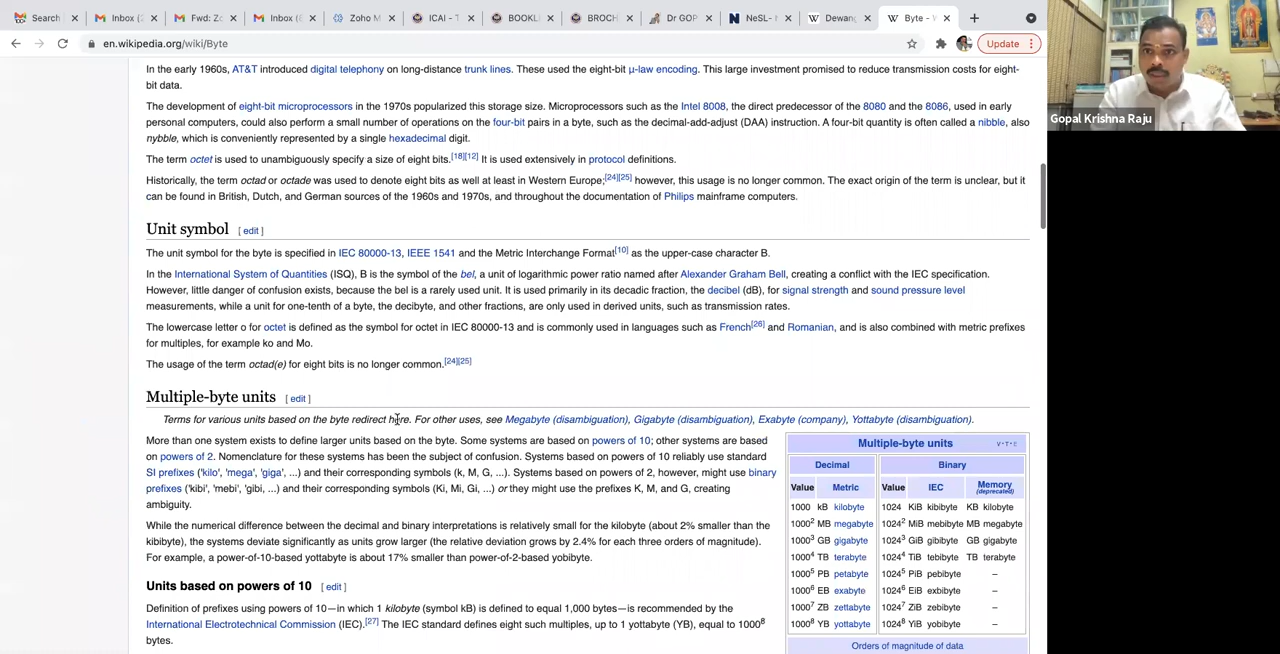 Search
Inbox (2
Fwd: Zo
Inbox (6
Zoho M
ICAI - T
BOOKL
BROCH
Dr GOP
NeSL-
Dewang
Byte - W
en.wikipedia.org/wiki/Byte
Update
In the early 1960s, AT&T introduced digital telephony on long-distance trunk lines. These used the eight-bit μ-law encoding. This large investment promised to reduce transmission costs for eight-
bit data.
The development of eight-bit microprocessors in the 1970s popularized this storage size. Microprocessors such as the Intel 8008, the direct predecessor of the 8080 and the 8086, used in early
personal computers, could also perform a small number of operations on the four-bit pairs in a byte, such as the decimal-add-adjust (DAA) instruction. A four-bit quantity is often called a nibble, also
nybble, which is conveniently represented by a single hexadecimal digit.
The term octet is used to unambiguously specify a size of eight bits.[18][12] It is used extensively in protocol definitions.
Historically, the term octad or octade was used to denote eight bits as well at least in Western Europe;[24][25] however, this usage is no longer common. The exact origin of the term is unclear, but it
can be found in British, Dutch, and German sources of the 1960s and 1970s, and throughout the documentation of Philips mainframe computers.
Unit symbol [ edit ]
The unit symbol for the byte is specified in IEC 80000-13, IEEE 1541 and the Metric Interchange Format[10] as the upper-case character B.
In the International System of Quantities (ISQ), B is the symbol of the bel, a unit of logarithmic power ratio named after Alexander Graham Bell, creating a conflict with the IEC specification.
However, little danger of confusion exists, because the bel is a rarely used unit. It is used primarily in its decadic fraction, the decibel (dB), for signal strength and sound pressure level
measurements, while a unit for one-tenth of a byte, the decibyte, and other fractions, are only used in derived units, such as transmission rates.
The lowercase letter o for octet is defined as the symbol for octet in IEC 80000-13 and is commonly used in languages such as French[26] and Romanian, and is also combined with metric prefixes
for multiples, for example ko and Mo.
The usage of the term octad(e) for eight bits is no longer common.[24][25]
Multiple-byte units [ edit ]
Terms for various units based on the byte redirect here. For other uses, see Megabyte (disambiguation), Gigabyte (disambiguation), Exabyte (company), Yottabyte (disambiguation).
More than one system exists to define larger units based on the byte. Some systems are based on powers of 10; other systems are based
on powers of 2. Nomenclature for these systems has been the subject of confusion. Systems based on powers of 10 reliably use standard
SI prefixes ('kilo', 'mega', 'giga', ...) and their corresponding symbols (k, M, G, ...). Systems based on powers of 2, however, might use binary
prefixes ('kibi', 'mebi', 'gibi, ...) and their corresponding symbols (Ki, Mi, Gi, ...) or they might use the prefixes K, M, and G, creating
ambiguity.
While the numerical difference between the decimal and binary interpretations is relatively small for the kilobyte (about 2% smaller than the
kibibyte), the systems deviate significantly as units grow larger (the relative deviation grows by 2.4% for each three orders of magnitude).
For example, a power-of-10-based yottabyte is about 17% smaller than power-of-2-based yobibyte.
Units based on powers of 10 [ edit ]
Definition of prefixes using powers of 10—in which 1 kilobyte (symbol kB) is defined to equal 1,000 bytes—is recommended by the
International Electrotechnical Commission (IEC).[27] The IEC standard defines eight such multiples, up to 1 yottabyte (YB), equal to 1000⁸
bytes.
Multiple-byte units V·T·E
Decimal Binary
Value Metric Value IEC Memory
(deprecated)
1000 kB kilobyte 1024 KiB kibibyte KB kilobyte
1000² MB megabyte 1024² MiB mebibyte MB megabyte
1000³ GB gigabyte 1024³ GiB gibibyte GB gigabyte
1000⁴ TB terabyte 1024⁴ TiB tebibyte TB terabyte
1000⁵ PB petabyte 1024⁵ PiB pebibyte –
1000⁶ EB exabyte 1024⁶ EiB exbibyte –
1000⁷ ZB zettabyte 1024⁷ ZiB zebibyte –
1000⁸ YB yottabyte 1024⁸ YiB yobibyte –
Orders of magnitude of data
Gopal Krishna Raju